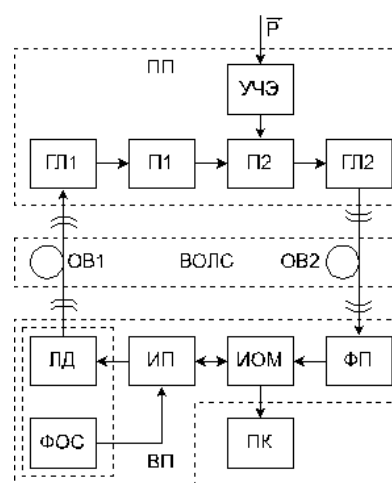 P̅
ПП
УЧЭ
ГЛ1 П1 П2 ГЛ2
ОВ1 ВОЛС ОВ2
ЛД ИП ИОМ ФП
ФОС ВП ПК